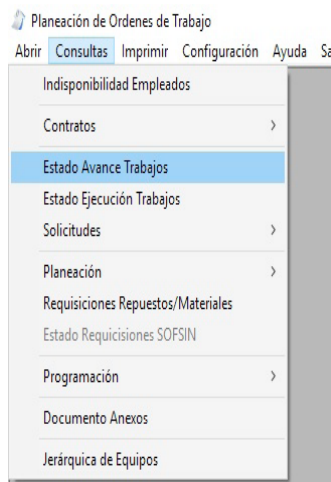 Planeación de Ordenes de Trabajo
Abrir Consultas Imprimir Configuración Ayuda
Indisponibilidad Empleados
Contratos
Estado Avance Trabajos
Estado Ejecución Trabajos
Solicitudes
Planeación
Requisiciones Repuestos/Materiales
Estado Requicisiones SOFSIN
Programación
Documento Anexos
Jerárquica de Equipos